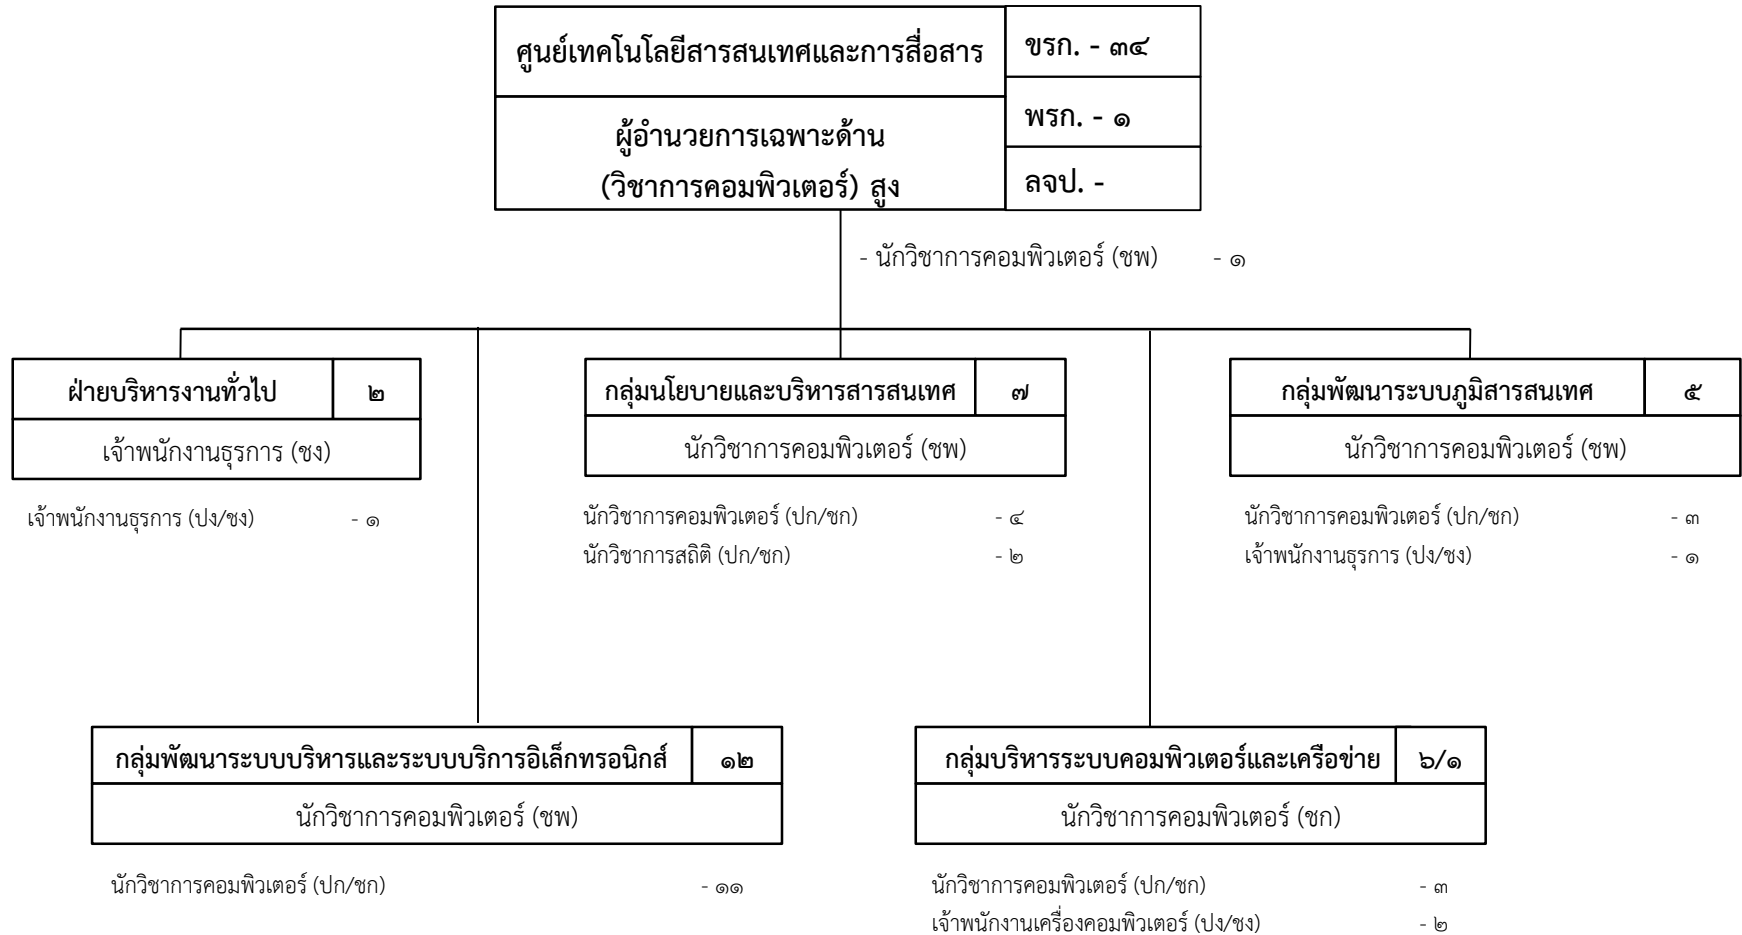 ศูนย์เทคโนโลยีสารสนเทศและการสื่อสาร
ขรก. - ๓๔
ผู้อำนวยการเฉพาะด้าน
(วิชาการคอมพิวเตอร์) สูง
พรก. - ๑
ลจป. -
- นักวิชาการคอมพิวเตอร์ (ชพ) - ๑
ฝ่ายบริหารงานทั่วไป ๒
เจ้าพนักงานธุรการ (ชง)
เจ้าพนักงานธุรการ (ปง/ชง) - ๑
กลุ่มนโยบายและบริหารสารสนเทศ ๗
นักวิชาการคอมพิวเตอร์ (ชพ)
นักวิชาการคอมพิวเตอร์ (ปก/ชก) - ๔
นักวิชาการสถิติ (ปก/ชก) - ๒
กลุ่มพัฒนาระบบภูมิสารสนเทศ ๕
นักวิชาการคอมพิวเตอร์ (ชพ)
นักวิชาการคอมพิวเตอร์ (ปก/ชก) - ๓
เจ้าพนักงานธุรการ (ปง/ชง) - ๑
กลุ่มพัฒนาระบบบริหารและระบบบริการอิเล็กทรอนิกส์ ๑๒
นักวิชาการคอมพิวเตอร์ (ชพ)
นักวิชาการคอมพิวเตอร์ (ปก/ชก) - ๑๑
กลุ่มบริหารระบบคอมพิวเตอร์และเครือข่าย ๖/๑
นักวิชาการคอมพิวเตอร์ (ชก)
นักวิชาการคอมพิวเตอร์ (ปก/ชก) - ๓
เจ้าพนักงานเครื่องคอมพิวเตอร์ (ปง/ชง) - ๒